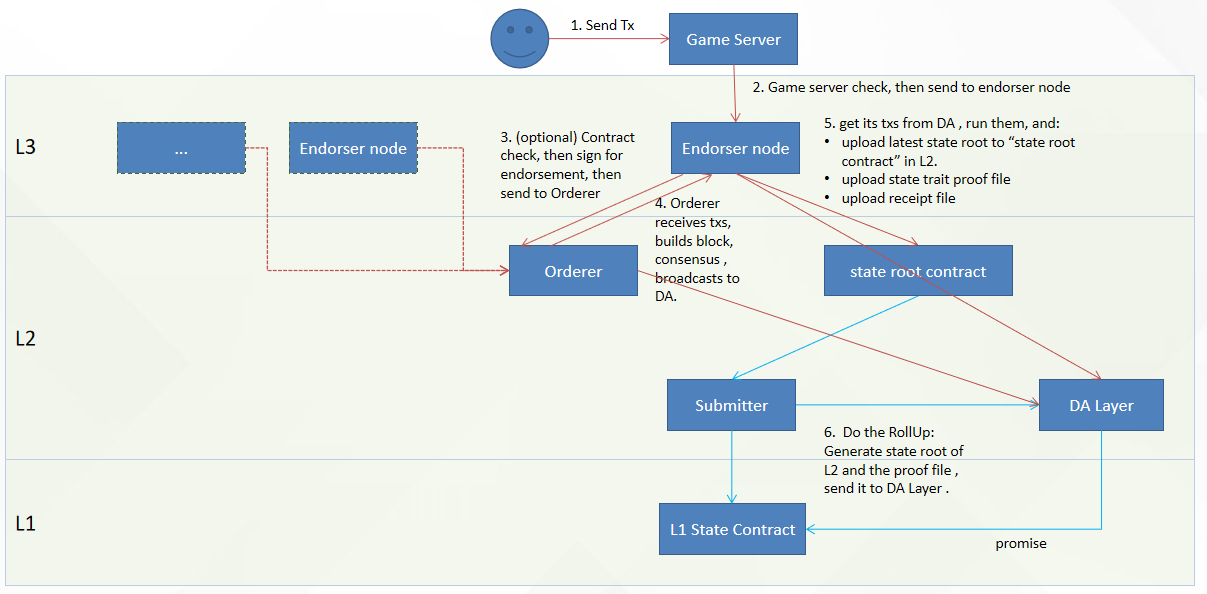 1. Send Tx
Game Server
2. Game server check, then send to endorser node
L3
...
Endorser node
3. (optional) Contract
check, then sign for
endorsement, then
send to Orderer
Endorser node
5. get its txs from DA , run them, and:
• upload latest state root to “state root
contract” in L2.
• upload state trait proof file
• upload receipt file
4. Orderer
receives txs,
builds block,
consensus ,
broadcasts to
DA.
Orderer
state root contract
L2
Submitter
DA Layer
6. Do the RollUp:
Generate state root of
L2 and the proof file ,
send it to DA Layer .
L1
L1 State Contract
promise